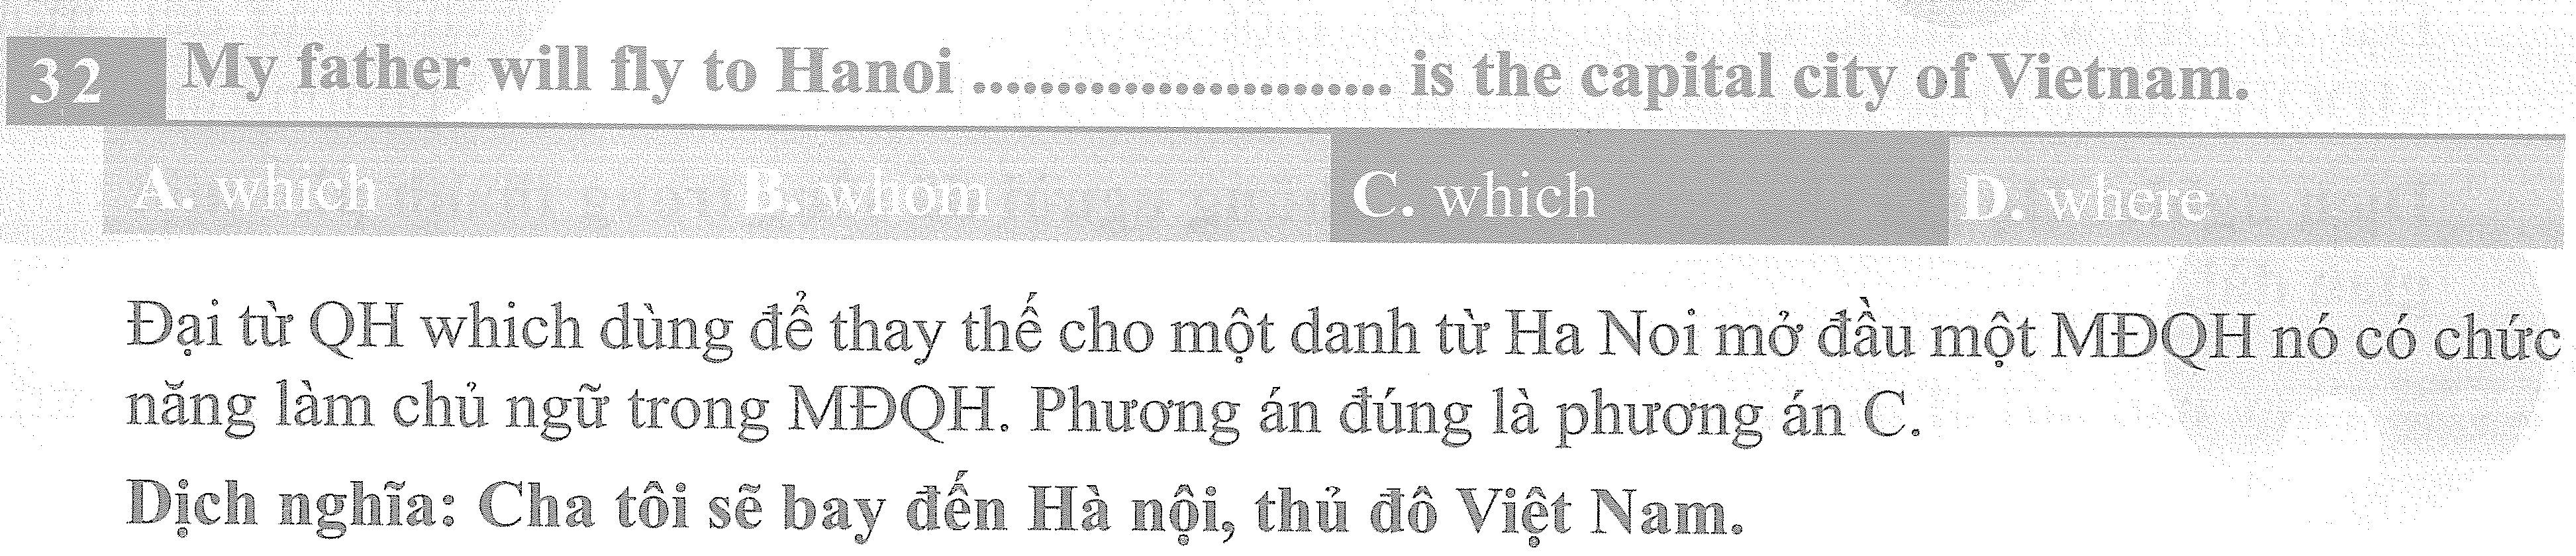 32 My father will fly to Hanoi ........................ is the capital city of Vietnam.
A. which B. whom C. which D. where
Đại từ QH which dùng để thay thế cho một danh từ Ha Noi mở đầu một MĐQH nó có chức
năng làm chủ ngữ trong MĐQH. Phương án đúng là phương án C.
Dịch nghĩa: Cha tôi sẽ bay đến Hà nội, thủ đô Việt Nam.